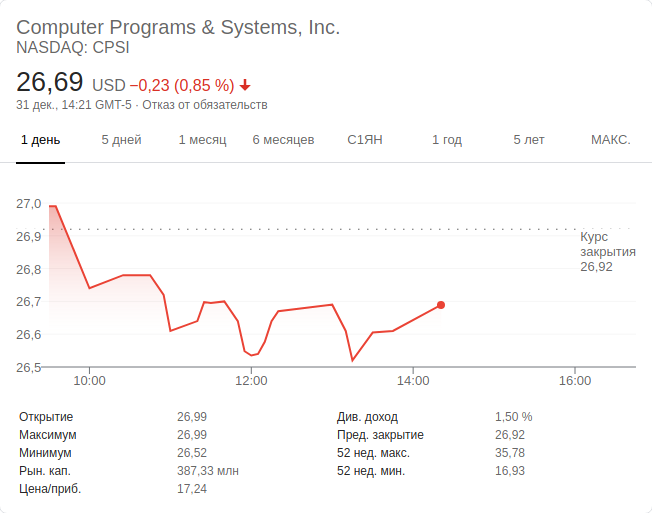 Computer Programs & Systems, Inc.
NASDAQ: CPSI
26,69 USD −0,23 (0,85 %)
31 дек., 14:21 GMT-5 · Отказ от обязательств
1 день 5 дней 1 месяц 6 месяцев С1ЯН 1 год 5 лет МАКС.
27,0
26,9
26,8
26,7
26,6
26,5
Курс
закрытия
26,92
10:00 12:00 14:00 16:00
Открытие 26,99 Див. доход 1,50 %
Максимум 26,99 Пред. закрытие 26,92
Минимум 26,52 52 нед. макс. 35,78
Рын. кап. 387,33 млн 52 нед. мин. 16,93
Цена/приб. 17,24